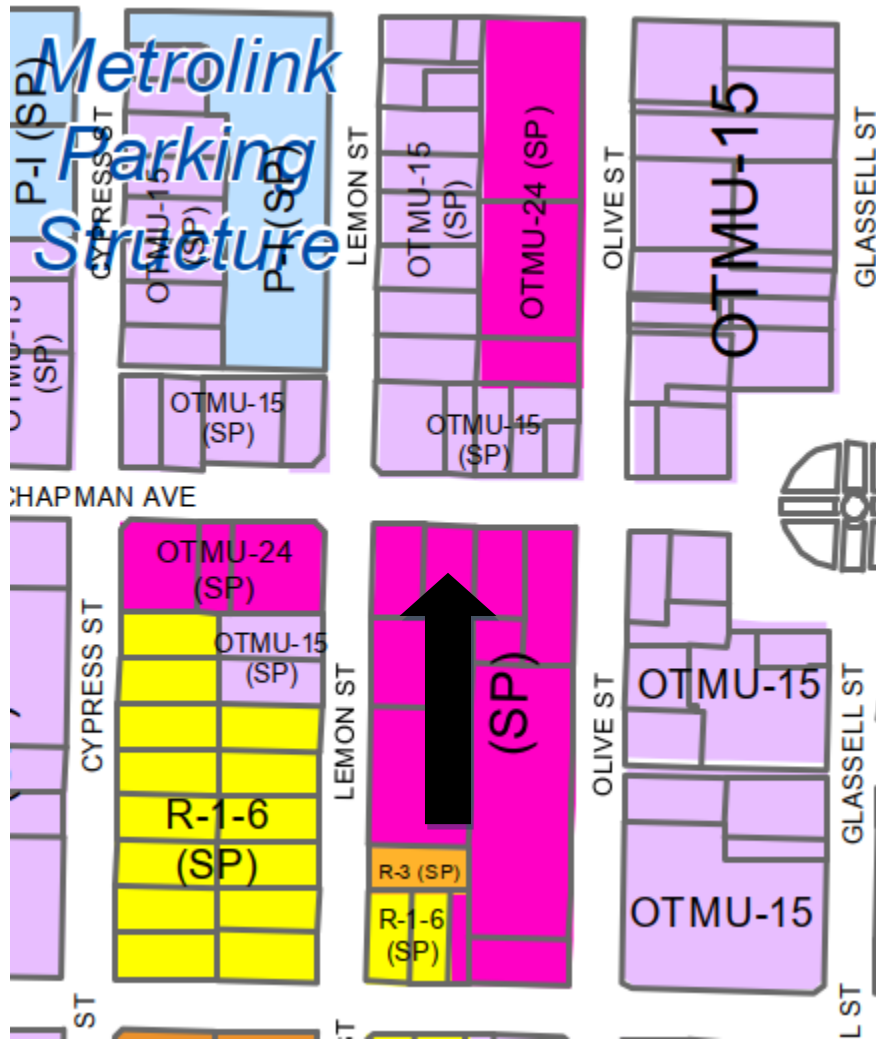 Metrolink
Parking
Structure
P-I (SP)
CYPRESS ST
OTMU-15
(SP)
P-I (SP)
LEMON ST
OTMU-15
(SP)
OTMU-24 (SP)
OLIVE ST
OTMU-15
GLASSELL ST
OTMU-15
(SP)
OTMU-15
(SP)
OTMU-15
(SP)
CHAPMAN AVE
OTMU-24
(SP)
OTMU-15
(SP)
CYPRESS ST
R-1-6
(SP)
LEMON ST
(SP)
R-3 (SP)
R-1-6
(SP)
OLIVE ST
OTMU-15
GLASSELL ST
OTMU-15
ST
ST
L ST